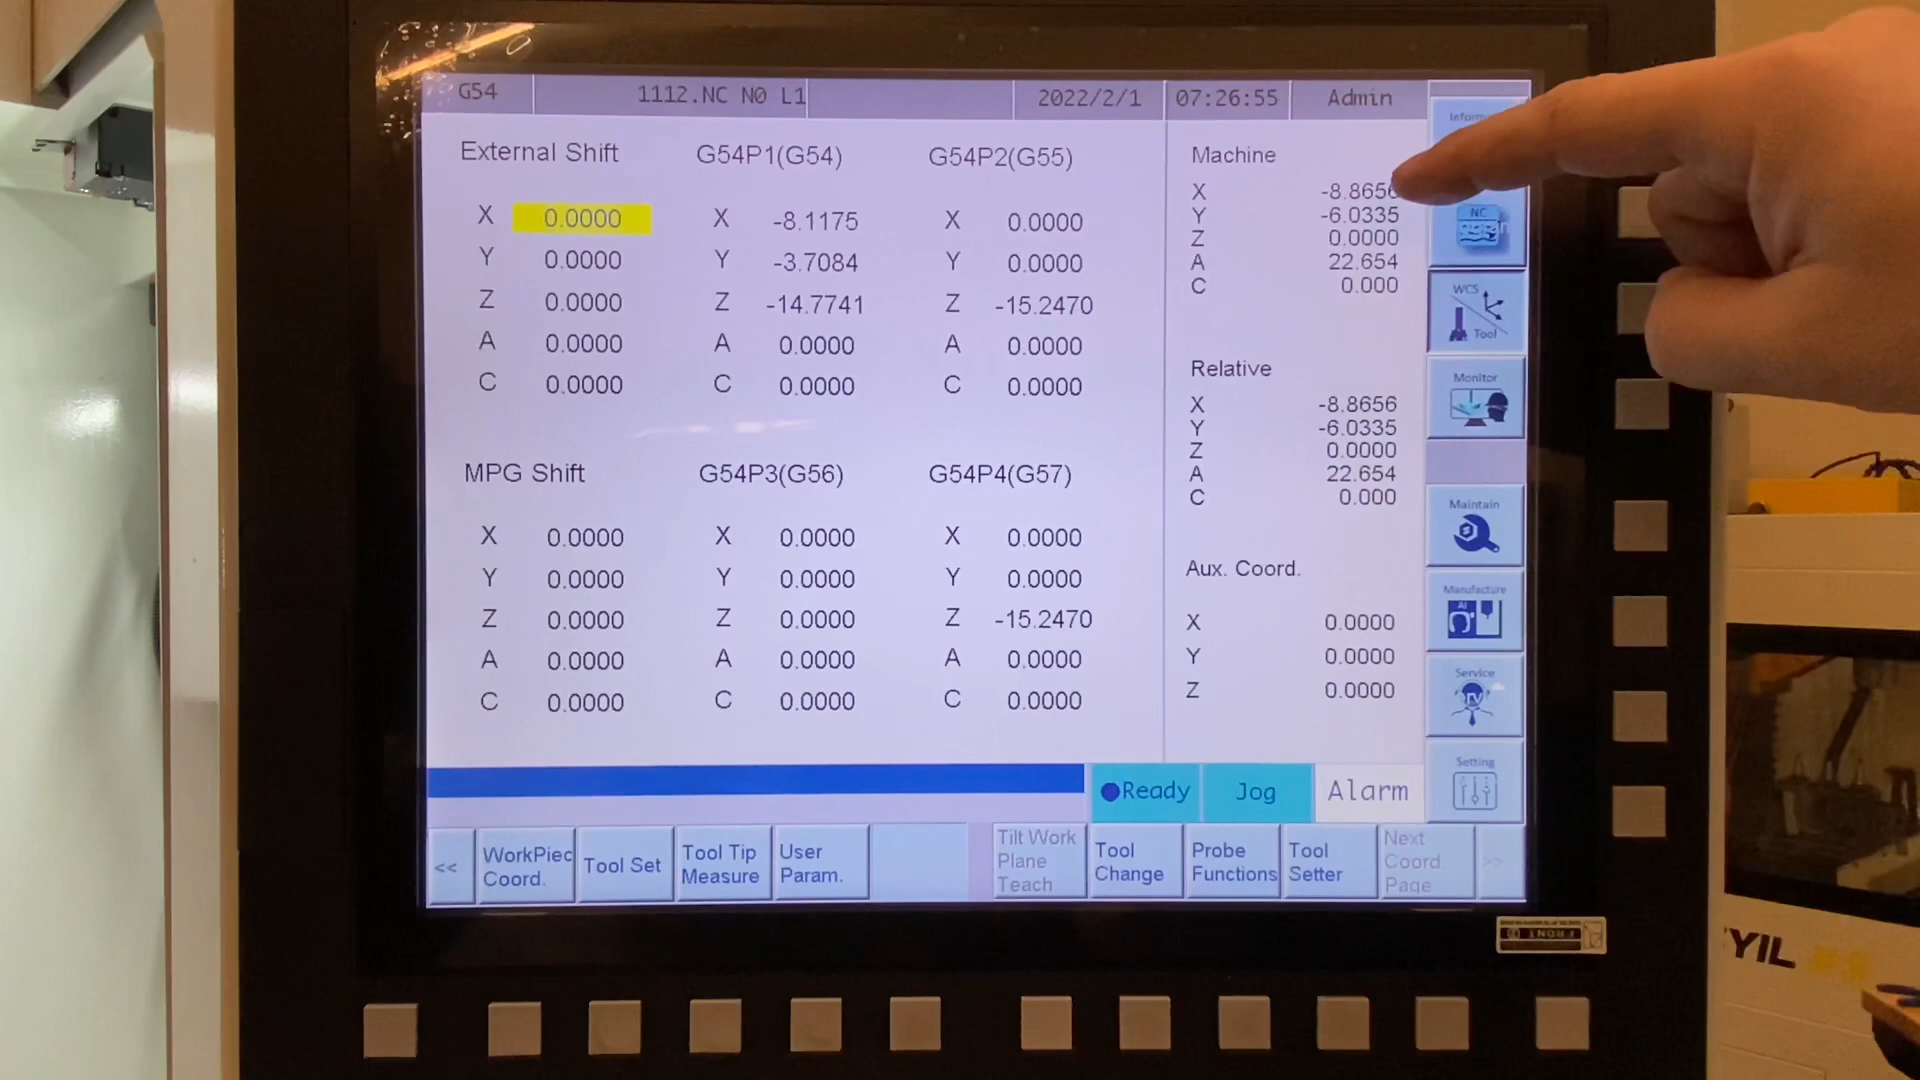 G54 1112.NC N0 L1 2022/2/1 07:26:55 Admin
External Shift
X 0.0000
Y 0.0000
Z 0.0000
A 0.0000
C 0.0000
G54P1(G54)
X -8.1175
Y -3.7084
Z -14.7741
A 0.0000
C 0.0000
G54P2(G55)
X 0.0000
Y 0.0000
Z -15.2470
A 0.0000
C 0.0000
MPG Shift
X 0.0000
Y 0.0000
Z 0.0000
A 0.0000
C 0.0000
G54P3(G56)
X 0.0000
Y 0.0000
Z 0.0000
A 0.0000
C 0.0000
G54P4(G57)
X 0.0000
Y 0.0000
Z -15.2470
A 0.0000
C 0.0000
Machine
X -8.8656
Y -6.0335
Z 0.0000
A 22.654
C 0.000
Relative
X -8.8656
Y -6.0335
Z 0.0000
A 22.654
C 0.000
Aux. Coord.
X 0.0000
Y 0.0000
Z 0.0000
NC
WCS
Tool
Monitor
Maintain
Manufacture
AI
Service
Setting
Ready Jog Alarm
<<
WorkPiec
Coord.
Tool Set
Tool Tip
Measure
User
Param.
Tilt Work
Plane
Teach
Tool
Change
Probe
Functions
Tool
Setter
Next
Coord.
Page
>>
FRONT
YIL